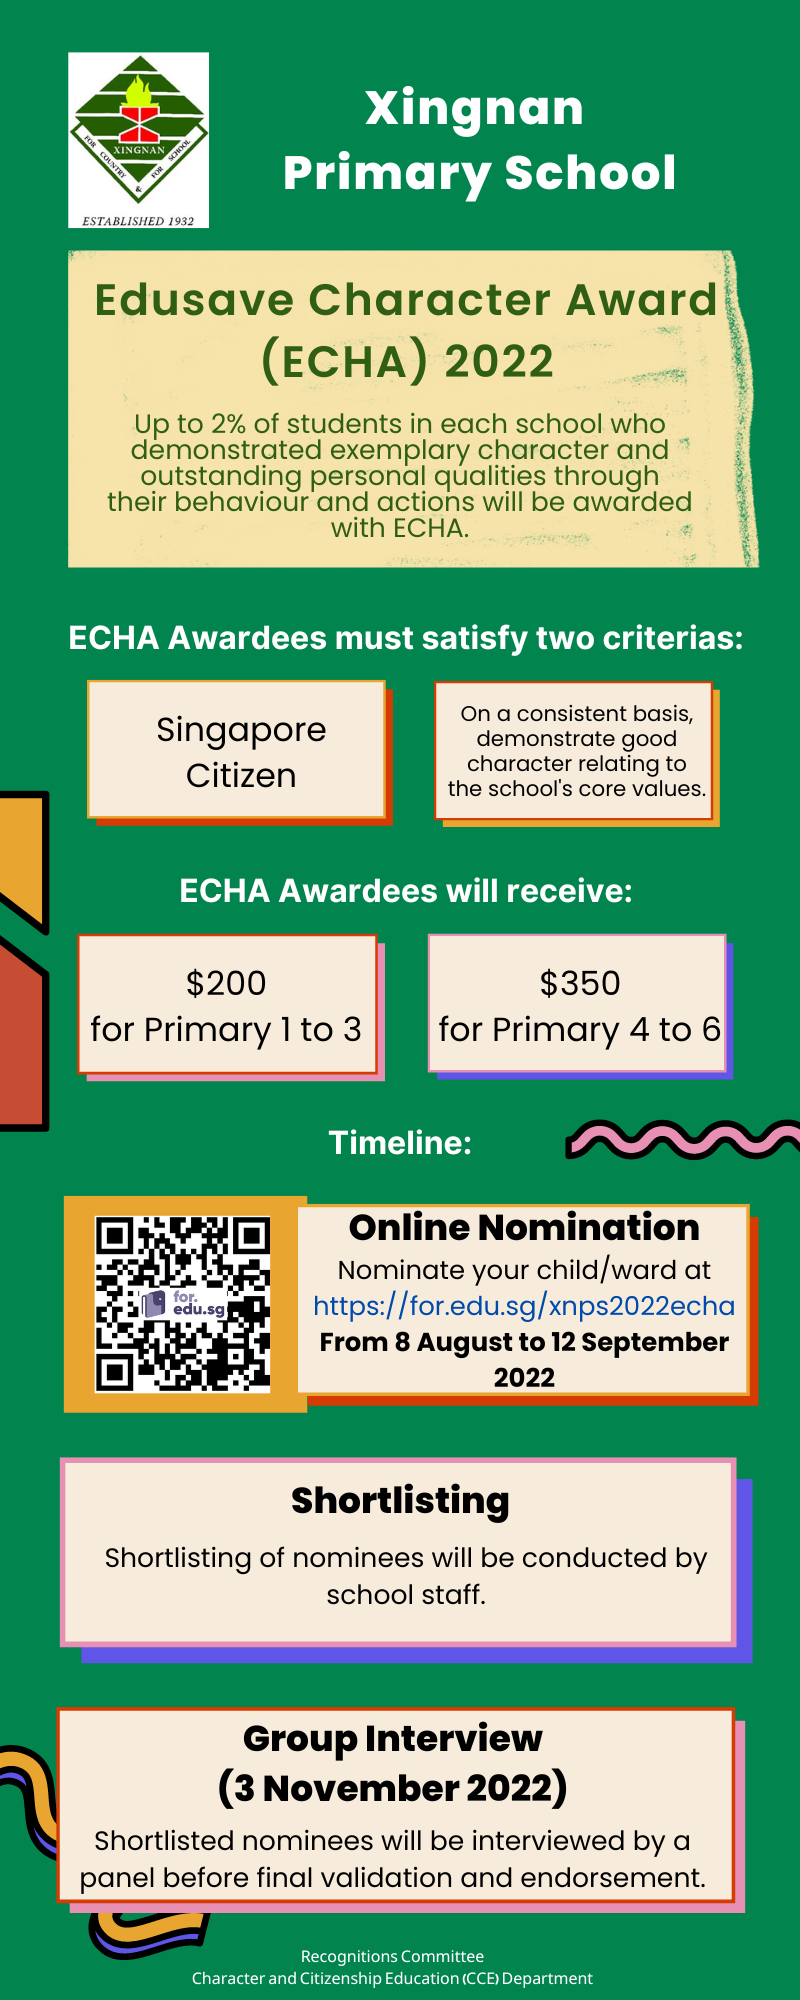 FOR COUNTRY & FOR SCHOOL
XINGNAN
ESTABLISHED 1932
Xingnan
Primary School
Edusave Character Award
(ECHA) 2022
Up to 2% of students in each school who
demonstrated exemplary character and
outstanding personal qualities through
their behaviour and actions will be awarded
with ECHA.
ECHA Awardees must satisfy two criterias:
Singapore
Citizen
On a consistent basis,
demonstrate good
character relating to
the school's core values.
ECHA Awardees will receive:
$200
for Primary 1 to 3
$350
for Primary 4 to 6
Timeline:
for.
edu.sg
Online Nomination
Nominate your child/ward at
https://for.edu.sg/xnps2022echa
From 8 August to 12 September
2022
Shortlisting
Shortlisting of nominees will be conducted by
school staff.
Group Interview
(3 November 2022)
Shortlisted nominees will be interviewed by a
panel before final validation and endorsement.
Recognitions Committee
Character and Citizenship Education (CCE) Department